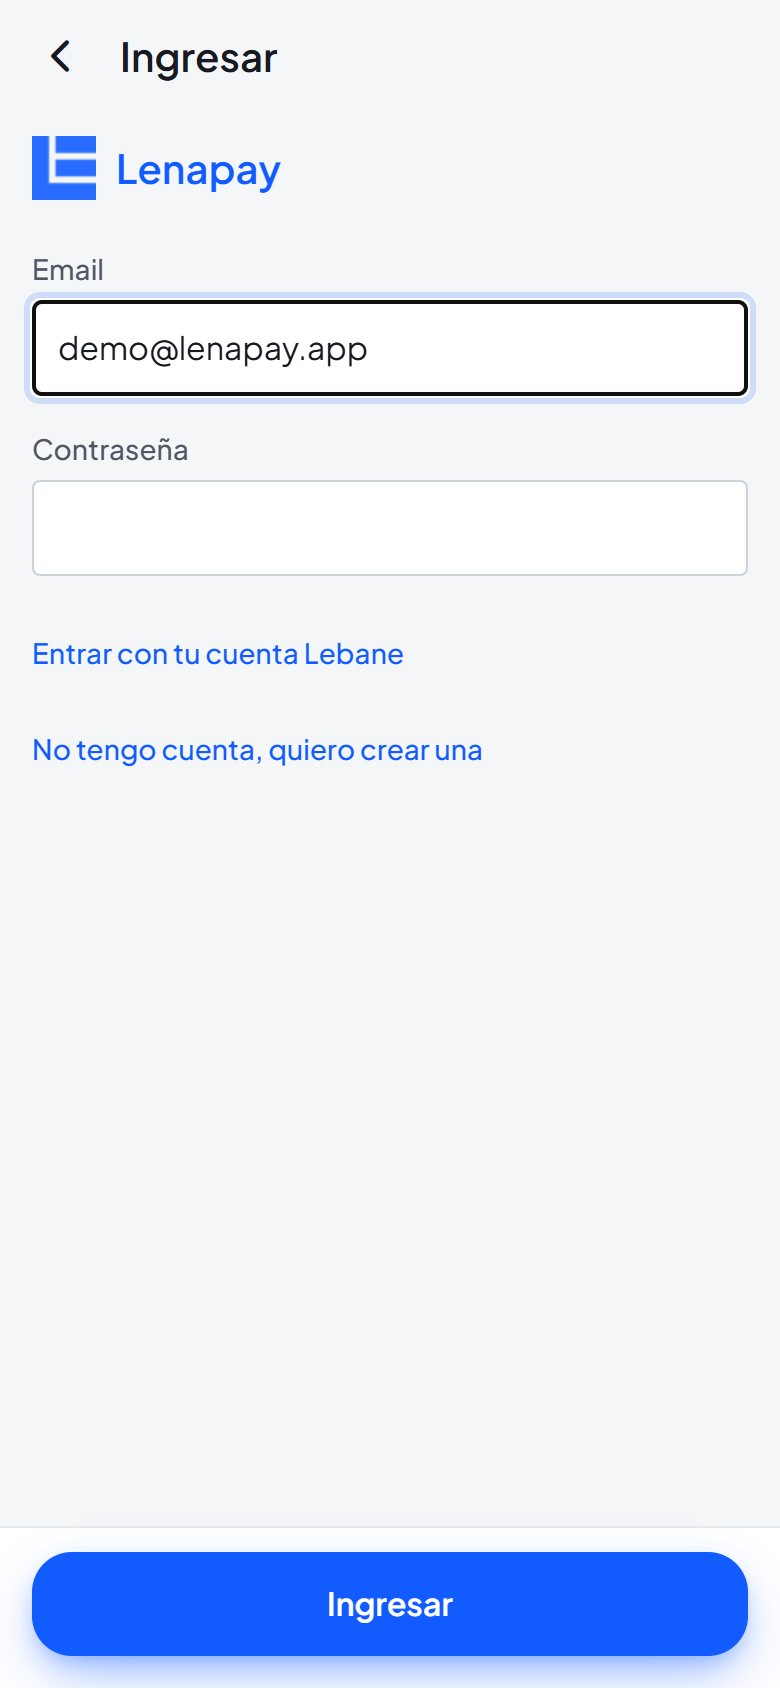 Ingresar
Lenapay
Email
demo@lenapay.app
Contraseña
Entrar con tu cuenta Lebane
No tengo cuenta, quiero crear una
Ingresar